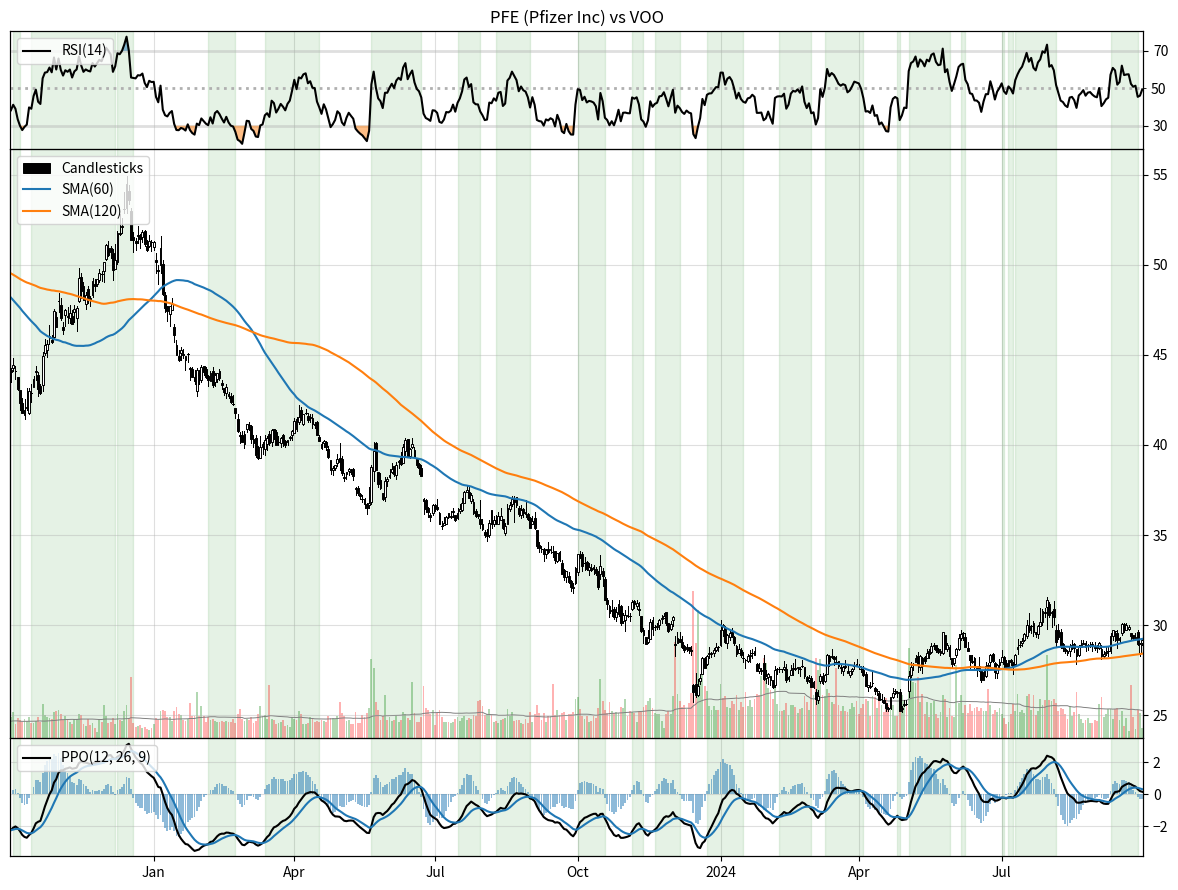 PFE (Pfizer Inc) vs VOO
RSI(14)
70
50
30
Candlesticks
SMA(60)
SMA(120)
55
50
45
40
35
30
25
PPO(12, 26, 9)
2
0
−2
Jan
Apr
Jul
Oct
2024
Apr
Jul